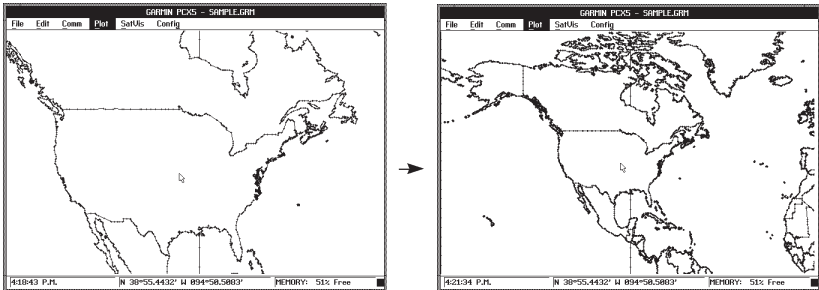 GARMIN PCX5 - SAMPLE.GRM
File Edit Comm Plot SatVis Config
4:18:43 P.M. N 38°55.4432' W 094°50.5083' MEMORY: 51% Free
GARMIN PCX5 - SAMPLE.GRM
File Edit Comm Plot SatVis Config
4:21:34 P.M. N 38°55.4432' W 094°50.5083' MEMORY: 51% Free